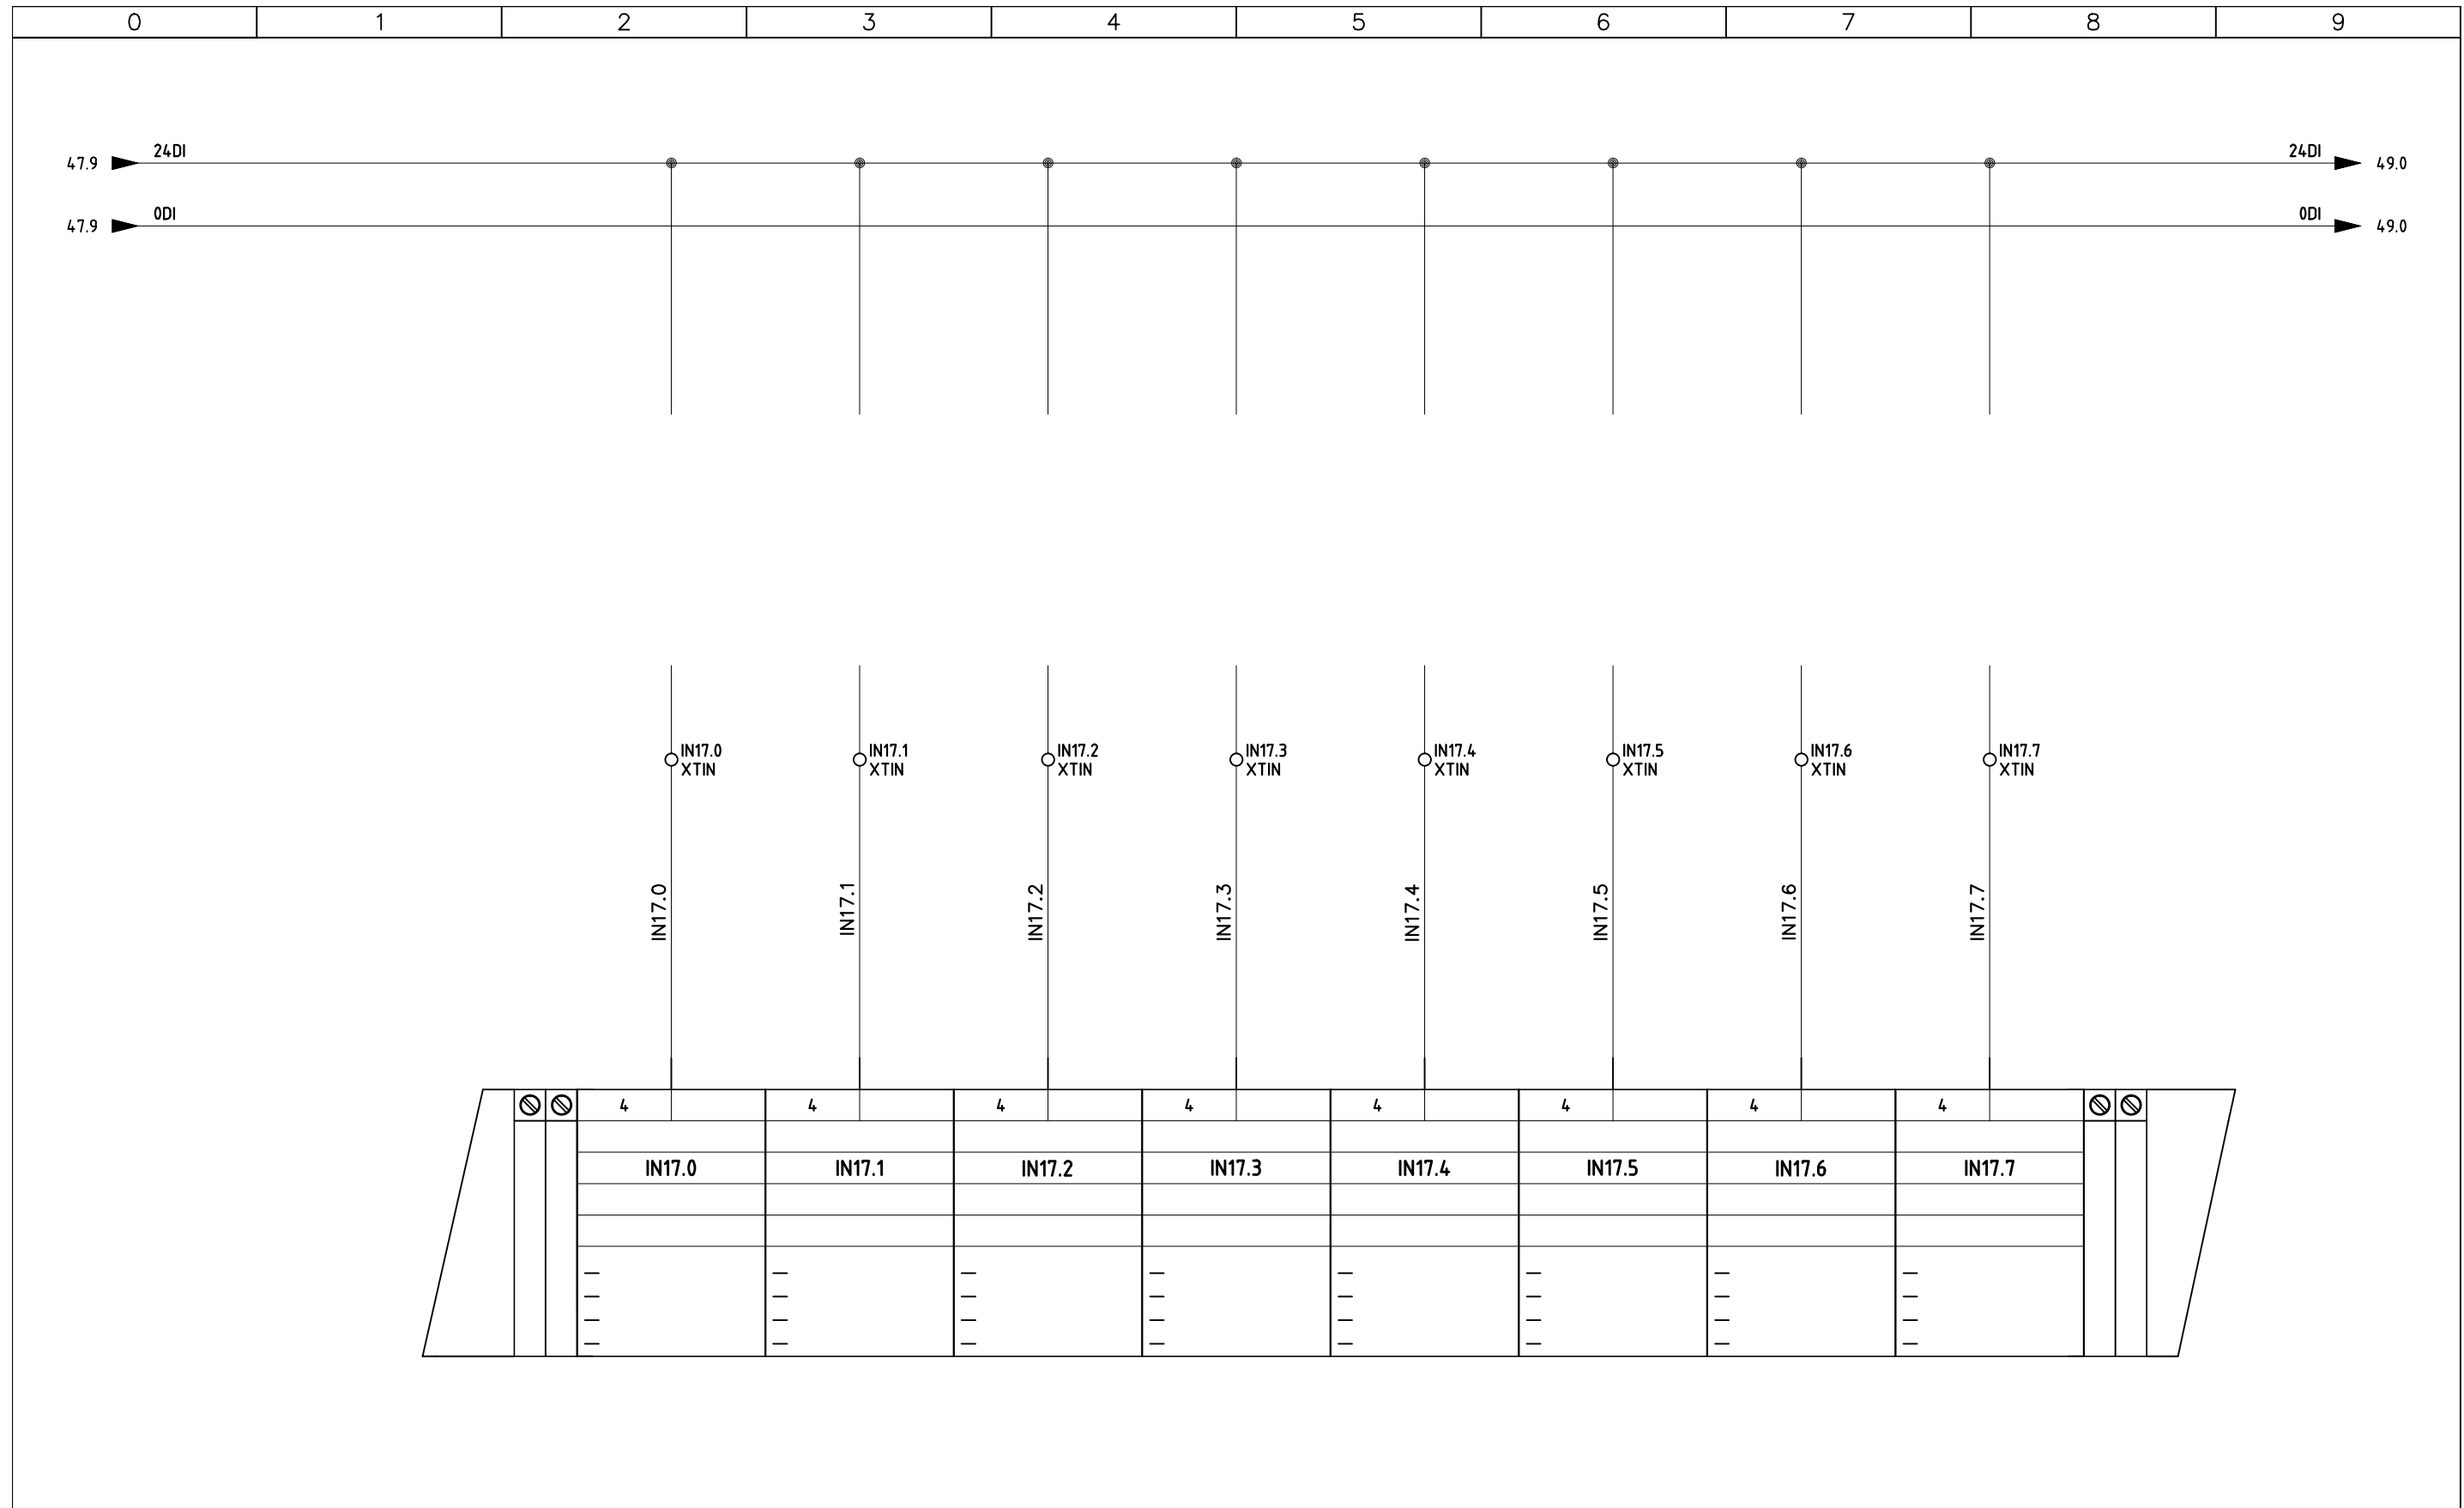 0 1 2 3 4 5 6 7 8 9
24DI 24DI
47.9 49.0
0DI 0DI
47.9 49.0
IN17.0 IN17.1 IN17.2 IN17.3 IN17.4 IN17.5 IN17.6 IN17.7
XTIN XTIN XTIN XTIN XTIN XTIN XTIN XTIN
IN17.0 IN17.1 IN17.2 IN17.3 IN17.4 IN17.5 IN17.6 IN17.7
4 4 4 4 4 4 4 4
IN17.0 IN17.1 IN17.2 IN17.3 IN17.4 IN17.5 IN17.6 IN17.7